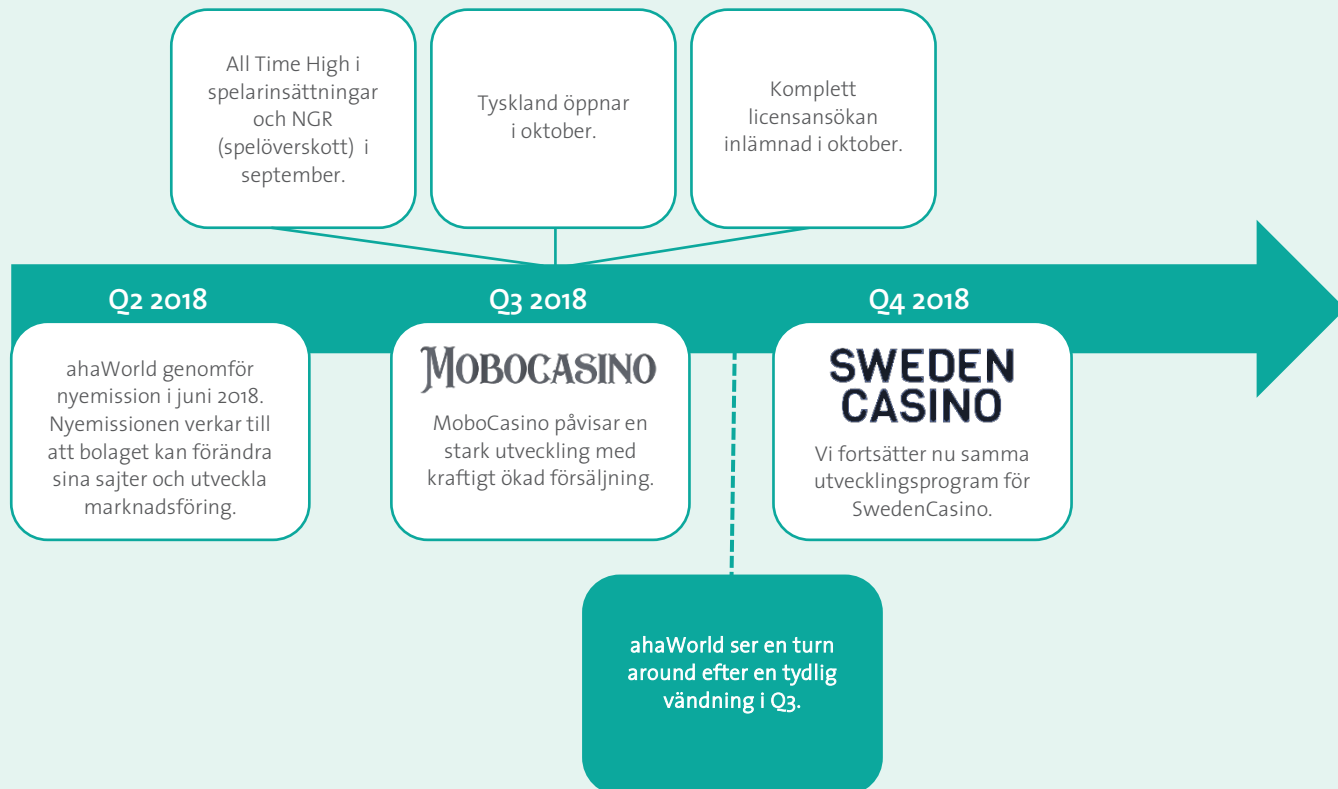 All Time High i
spelarinsättningar
och NGR
(spelöverskott) i
september.
Tyskland öppnar
i oktober.
Komplett
licensansökan
inlämnad i oktober.
Q2 2018
Q3 2018
Q4 2018
ahaWorld genomför
nyemission i juni 2018.
Nyemissionen verkar till
att bolaget kan förändra
sina sajter och utveckla
marknadsföring.
MOBOCASINO
MoboCasino påvisar en
stark utveckling med
kraftigt ökad försäljning.
SWEDEN
CASINO
Vi fortsätter nu samma
utvecklingsprogram för
SwedenCasino.
ahaWorld ser en turn
around efter en tydlig
vändning i Q3.